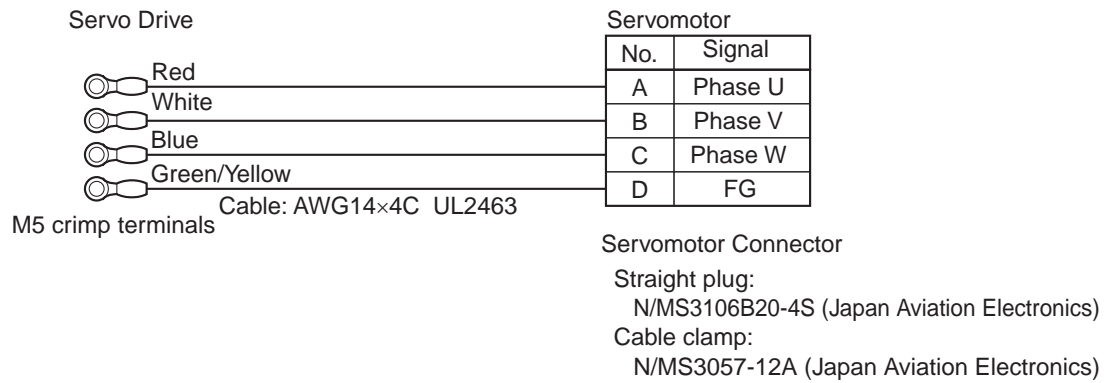 Servo Drive
Servomotor
No. Signal
Red
A Phase U
White
B Phase V
Blue
C Phase W
Green/Yellow
D FG
Cable: AWG14×4C UL2463
M5 crimp terminals
Servomotor Connector
Straight plug:
N/MS3106B20-4S (Japan Aviation Electronics)
Cable clamp:
N/MS3057-12A (Japan Aviation Electronics)